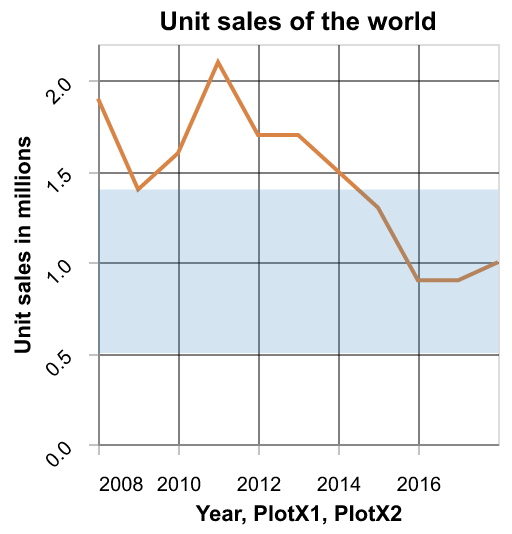 Unit sales of the world
Unit sales in millions
2.0
1.5
1.0
0.5
0.0
2008 2010 2012 2014 2016
Year, PlotX1, PlotX2